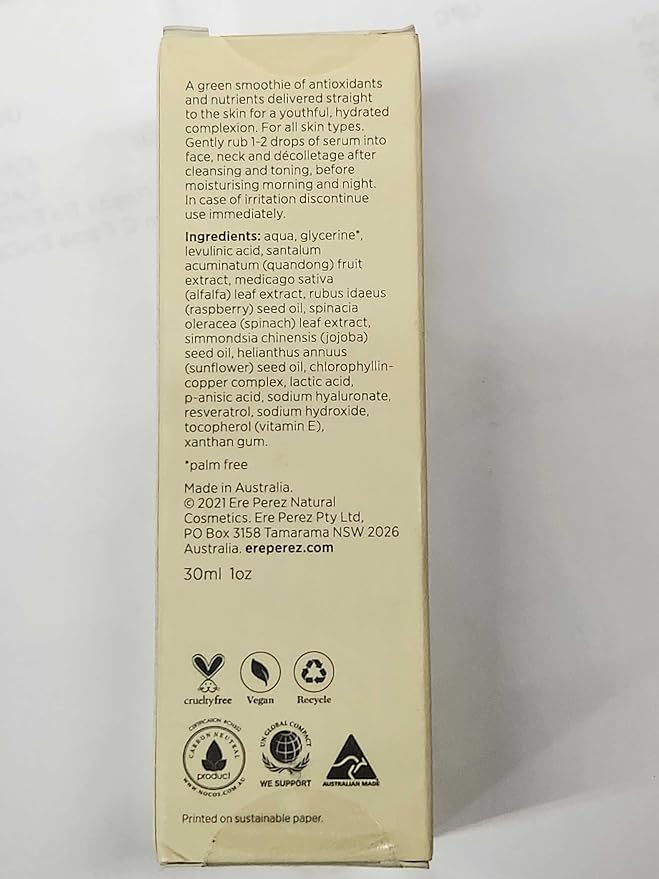 A green smoothie of antioxidants
and nutrients delivered straight
to the skin for a youthful, hydrated
complexion. For all skin types.
Gently rub 1-2 drops of serum into
face, neck and décolletage after
cleansing and toning, before
moisturising morning and night.
In case of irritation discontinue
use immediately.
Ingredients: aqua, glycerine*,
levulinic acid, santalum
acuminatum (quandong) fruit
extract, medicago sativa
(alfalfa) leaf extract, rubus idaeus
(raspberry) seed oil, spinacia
oleracea (spinach) leaf extract,
simmondsia chinensis (jojoba)
seed oil, helianthus annuus
(sunflower) seed oil, chlorophyllin-
copper complex, lactic acid,
p-anisic acid, sodium hyaluronate,
resveratrol, sodium hydroxide,
tocopherol (vitamin E),
xanthan gum.
*palm free
Made in Australia.
© 2021 Ere Perez Natural
Cosmetics. Ere Perez Pty Ltd,
PO Box 3158 Tamarama NSW 2026
Australia. ereperez.com
30ml 1oz
crueltyfree
Vegan
Recycle
CERTIFICATION
CARBON NEUTRAL
product
WWW.NOCO2.COM.AU
UN GLOBAL COMPACT
WE SUPPORT
AUSTRALIAN MADE
Printed on sustainable paper.